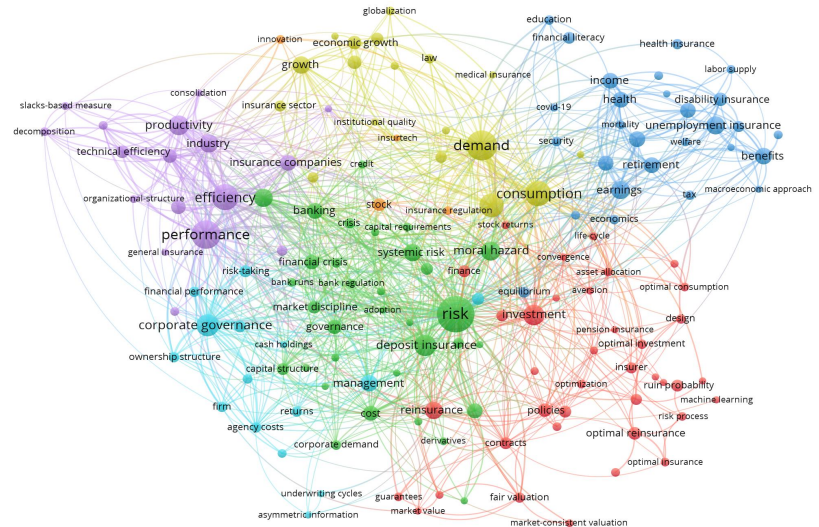 globalization
education
innovation
economic growth
financial literacy
health insurance
law
growth
labor supply
medical insurance
income
consolidation
health
disability insurance
slacks-based measure
insurance sector
covid-19
institutional quality
mortality
unemployment insurance
productivity
decomposition
insutech
security
welfare
industry
demand
technical efficiency
benefits
insurance companies
credit
retirement
macroeconomic approach
earnings
consumption
tax
organizational-structure
efficiency
stock
banking
insurance regulation
economics
crisis
capital requirements
stock returns
performance
life-cycle
general insurance
systemic risk
moral hazard
convergence
financial crisis
risk-taking
finance
asset allocation
bank runs
bank regulation
optimal consumption
financial performance
equilibrium
aversion
market discipline
adoption
risk
investment
design
corporate governance
governance
pension insurance
cash holdings
deposit insurance
optimal investment
ownership structure
capital structure
insurer
management
optimization
ruin probability
machine learning
firm
returns
cost
reinsurance
policies
risk process
agency costs
optimal reinsurance
corporate demand
derivatives
contracts
optimal insurance
underwriting cycles
guarantees
fair valuation
asymmetric information
market value
market-consistent valuation